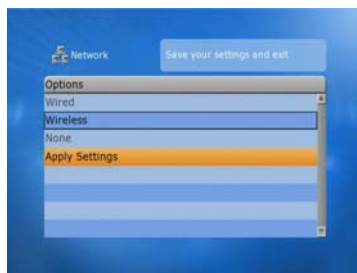 Network
Save your settings and exit
Options
Wired
Wireless
None
Apply Settings